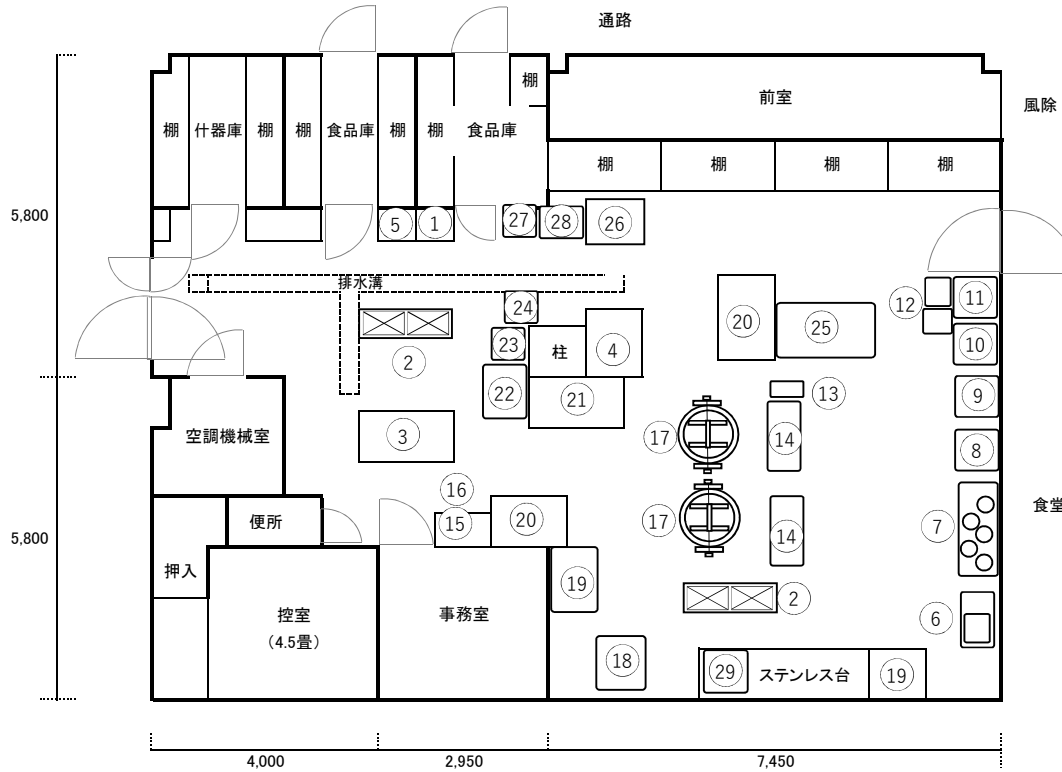 通路
棚
前室
風除
棚
什器庫
棚
棚
食品庫
棚
棚
食品庫
棚
棚
棚
棚
5,800
5
1
27
28
26
排水溝
24
12
11
20
25
23
柱
4
10
2
22
21
13
9
3
17
14
8
空調機械室
16
15
20
17
14
7
食堂
便所
押入
19
2
控室
(4.5畳)
事務室
6
5,800
18
29
ステンレス台
19
4,000
2,950
7,450